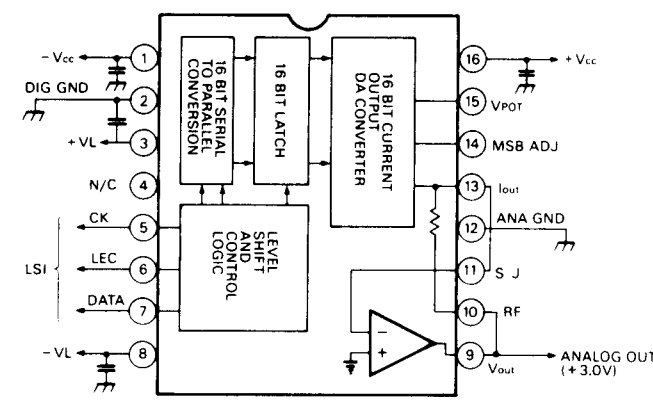 − Vcc
1
DIG GND
2
+ VL
3
N/C
4
CK
5
LSI
LEC
6
DATA
7
− VL
8
16 BIT SERIAL
TO PARALLEL
CONVERSION
16 BIT LATCH
16 BIT CURRENT
OUTPUT
DA CONVERTER
LEVEL
SHIFT
AND
CONTROL
LOGIC
−
+
16
+ Vcc
15
VPOT
14
MSB ADJ
13
Iout
12
ANA GND
11
S J
10
RF
9
Vout
ANALOG OUT
(+3.0V)